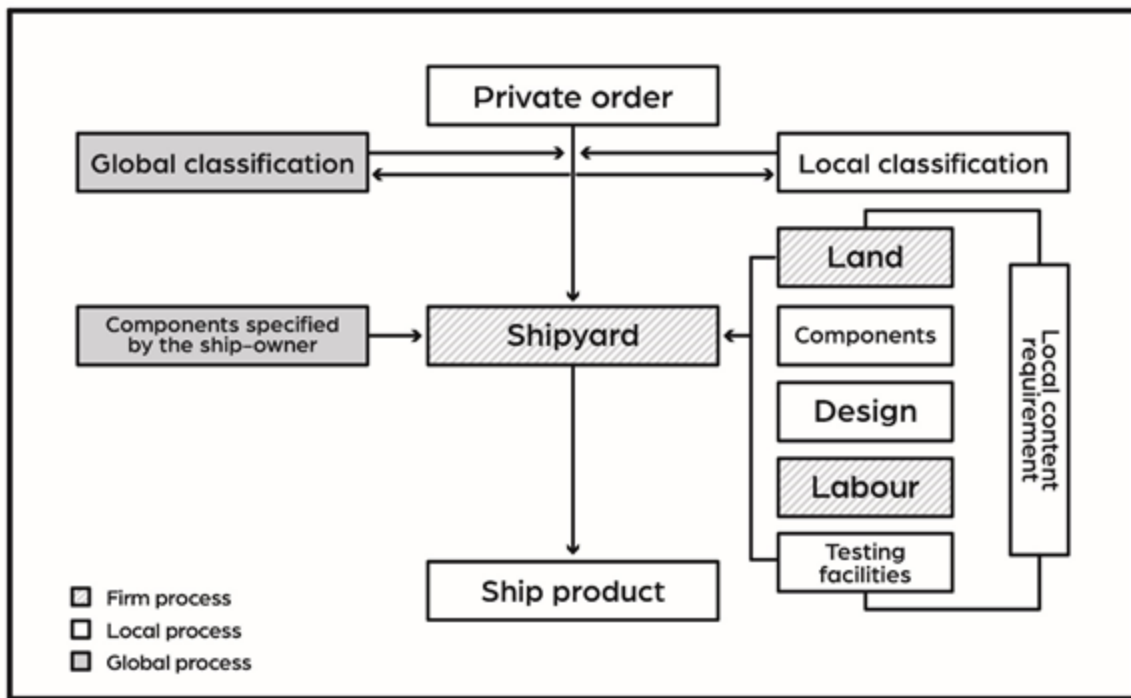 Private order
Global classification
Local classification
Land
Components specified
by the ship-owner
Shipyard
Components
Design
Labour
Testing
facilities
Local content
requirement
Ship product
Firm process
Local process
Global process